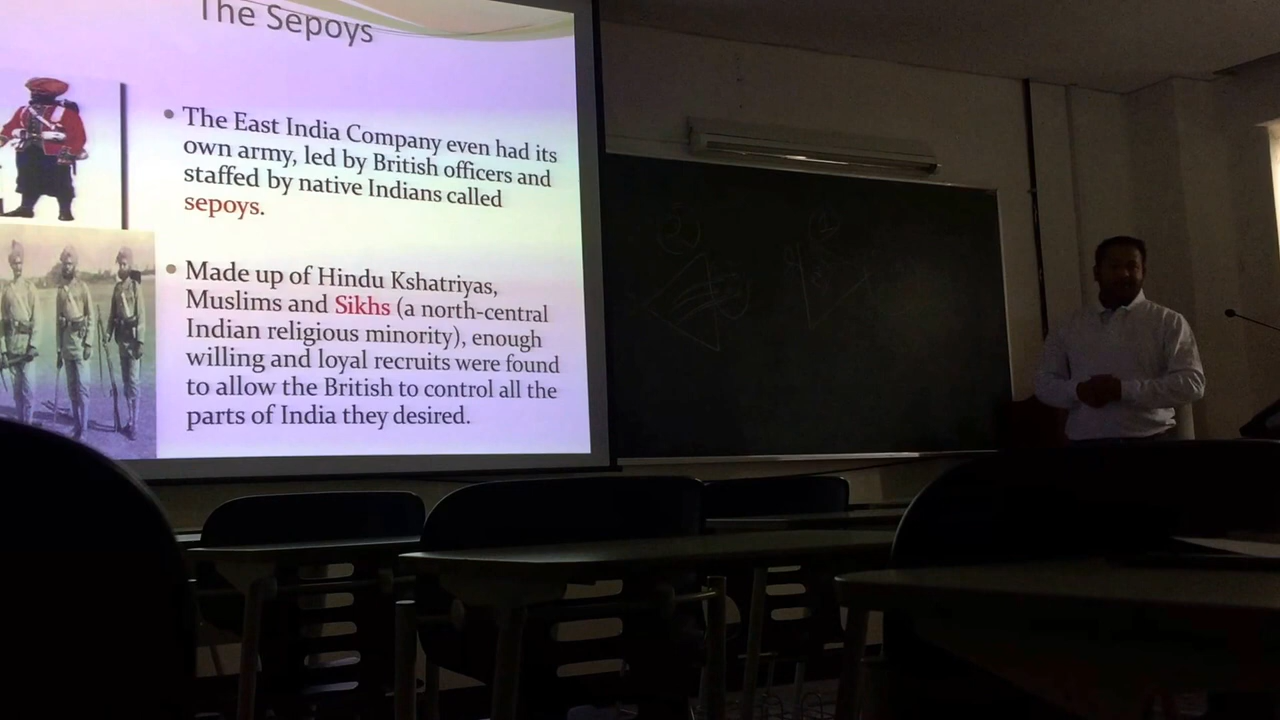 The Sepoys
The East India Company even had its
own army, led by British officers and
staffed by native Indians called
sepoys.
Made up of Hindu Kshatriyas,
Muslims and Sikhs (a north-central
Indian religious minority), enough
willing and loyal recruits were found
to allow the British to control all the
parts of India they desired.